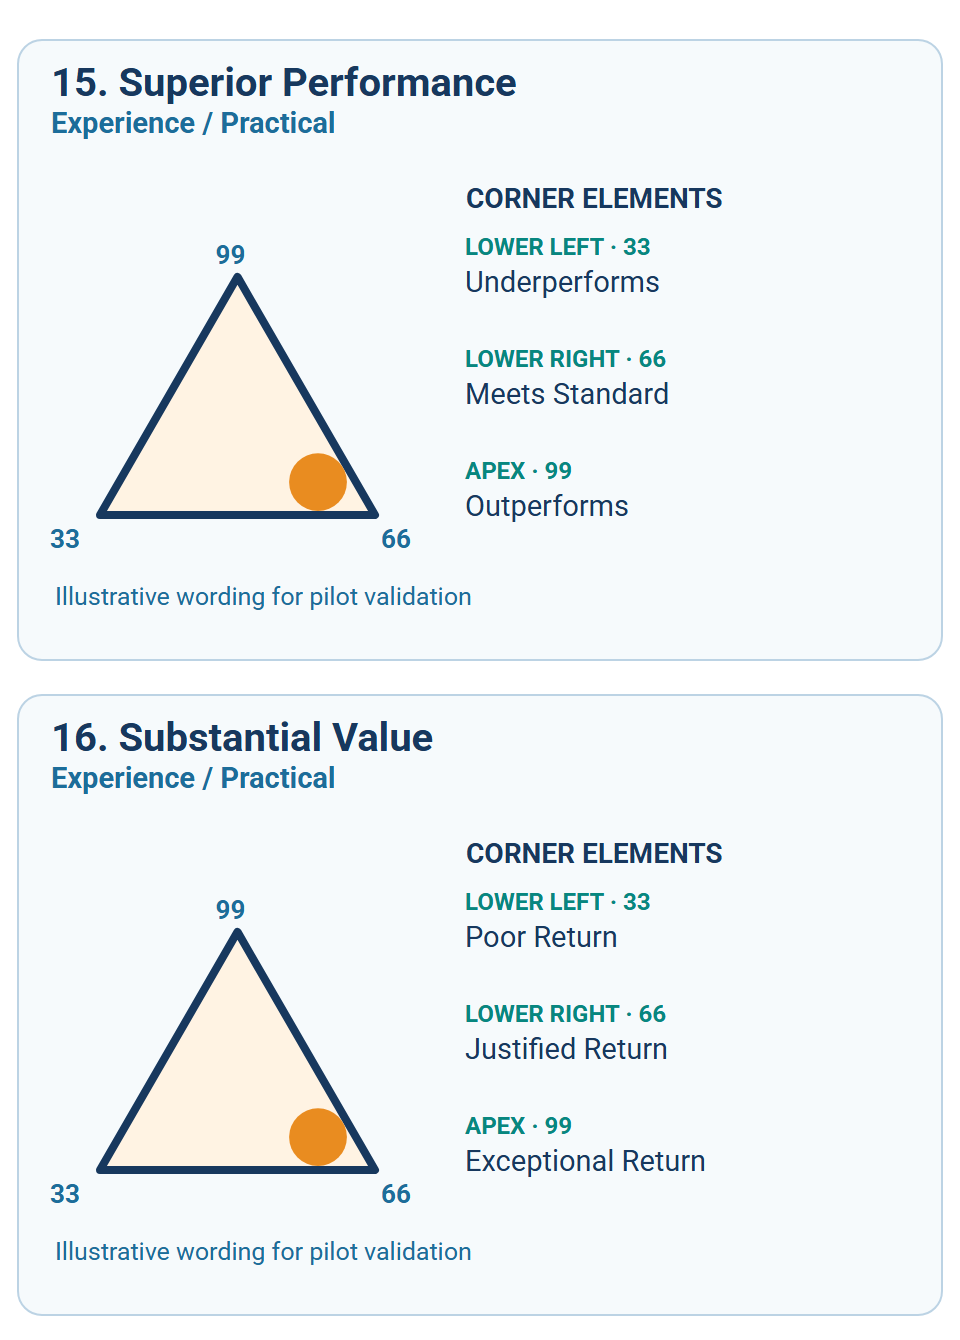 15. Superior Performance
Experience / Practical
CORNER ELEMENTS
LOWER LEFT · 33
Underperforms
LOWER RIGHT · 66
Meets Standard
APEX · 99
Outperforms
99
33
66
Illustrative wording for pilot validation
16. Substantial Value
Experience / Practical
CORNER ELEMENTS
LOWER LEFT · 33
Poor Return
LOWER RIGHT · 66
Justified Return
APEX · 99
Exceptional Return
99
33
66
Illustrative wording for pilot validation